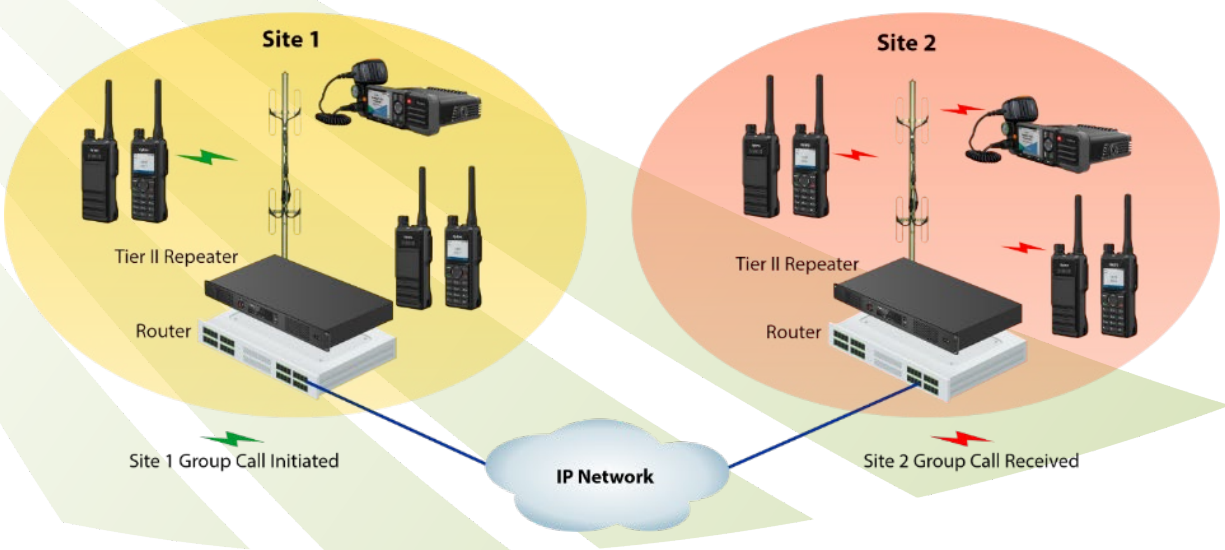 Site 1
Site 2
Tier II Repeater
Tier II Repeater
Router
Router
Site 1 Group Call Initiated
Site 2 Group Call Received
IP Network